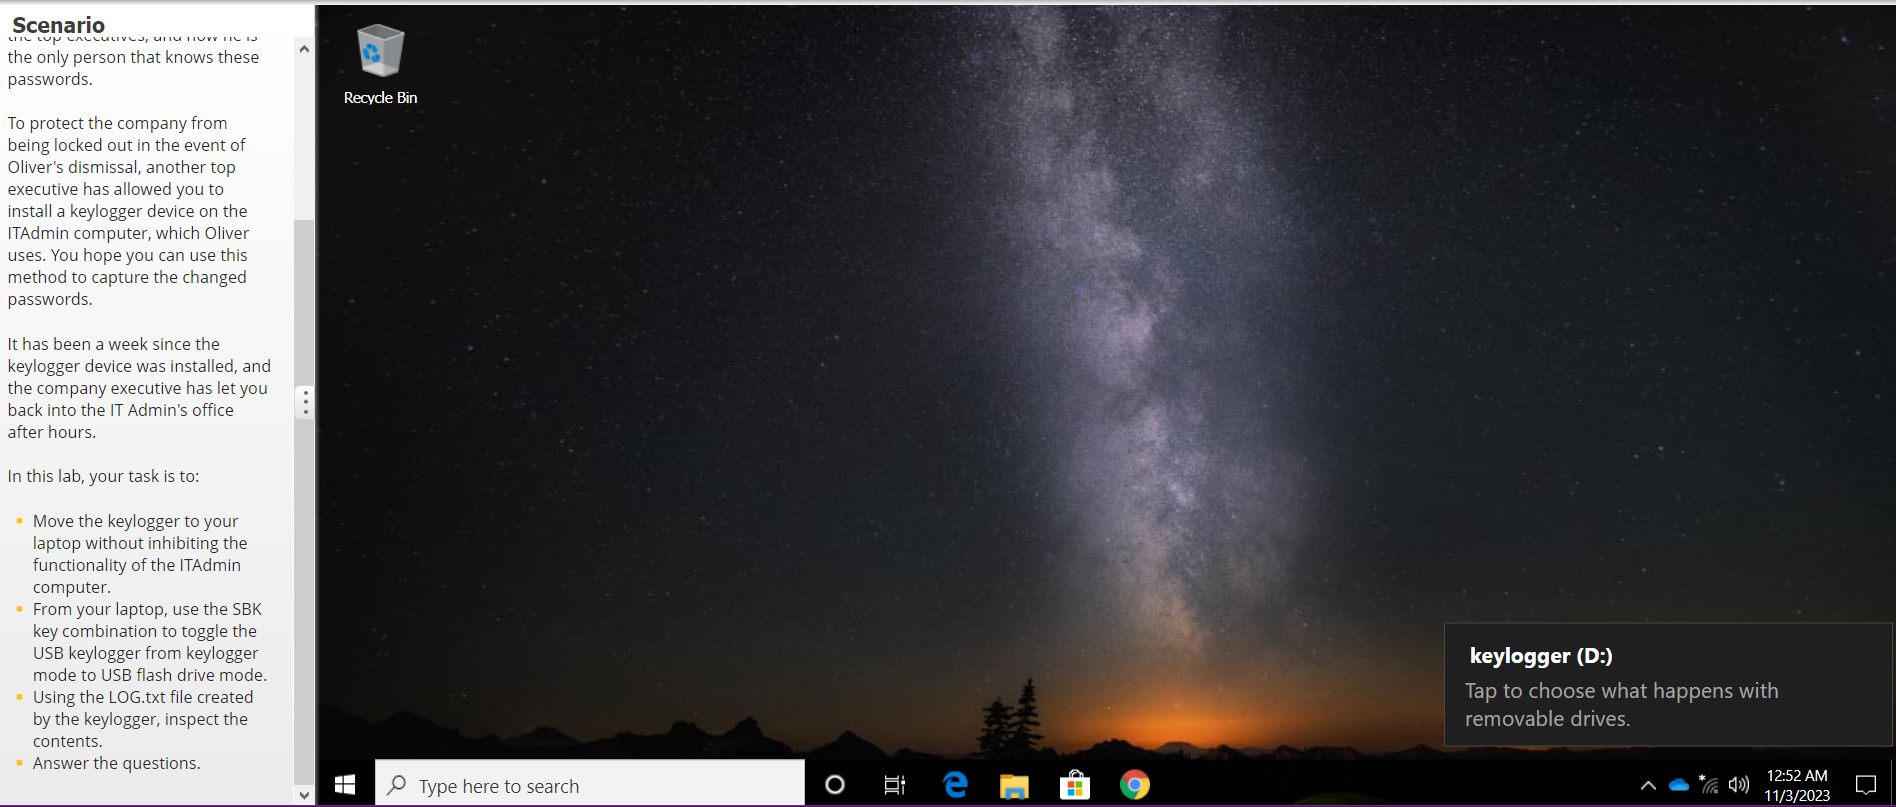 Scenario
the top executives, and now he is
the only person that knows these
passwords.
To protect the company from
being locked out in the event of
Oliver's dismissal, another top
executive has allowed you to
install a keylogger device on the
ITAdmin computer, which Oliver
uses. You hope you can use this
method to capture the changed
passwords.
It has been a week since the
keylogger device was installed, and
the company executive has let you
back into the IT Admin's office
after hours.
In this lab, your task is to:
Move the keylogger to your
laptop without inhibiting the
functionality of the ITAdmin
computer.
From your laptop, use the SBK
key combination to toggle the
USB keylogger from keylogger
mode to USB flash drive mode.
Using the LOG.txt file created
by the keylogger, inspect the
contents.
Answer the questions.
Recycle Bin
keylogger (D:)
Tap to choose what happens with
removable drives.
Type here to search
12:52 AM
11/3/2023